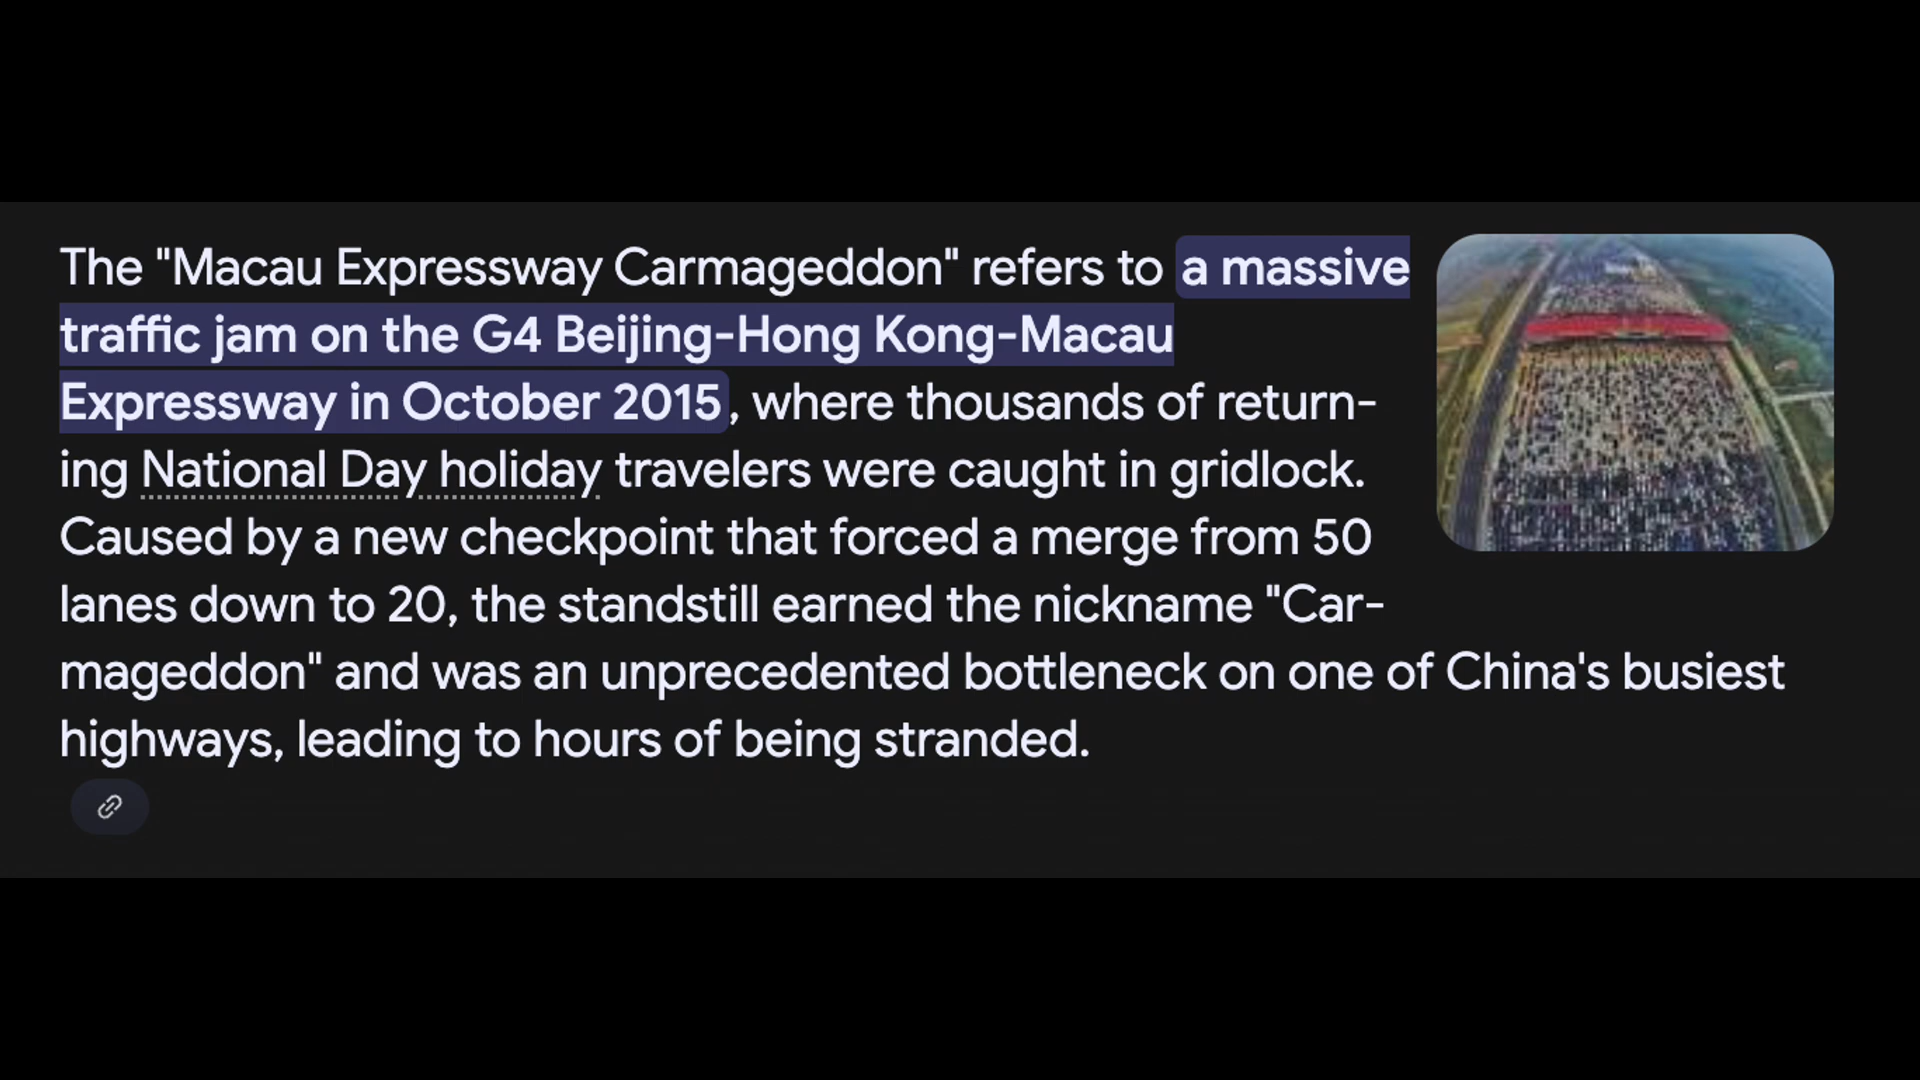 The "Macau Expressway Carmageddon" refers to a massive
traffic jam on the G4 Beijing-Hong Kong-Macau
Expressway in October 2015, where thousands of return-
ing National Day holiday travelers were caught in gridlock.
Caused by a new checkpoint that forced a merge from 50
lanes down to 20, the standstill earned the nickname "Car-
mageddon" and was an unprecedented bottleneck on one of China's busiest
highways, leading to hours of being stranded.